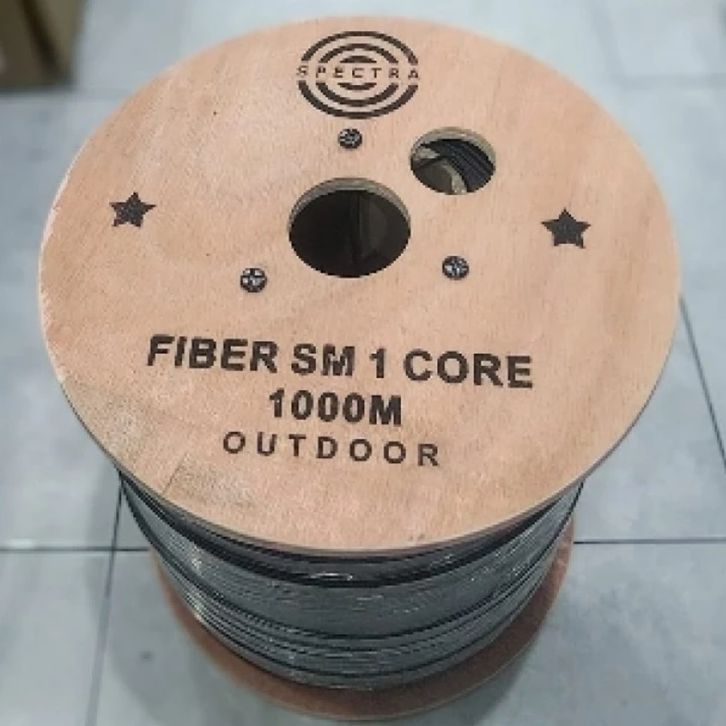 SPECTRA
FIBER SM 1 CORE
1000M
OUTDOOR